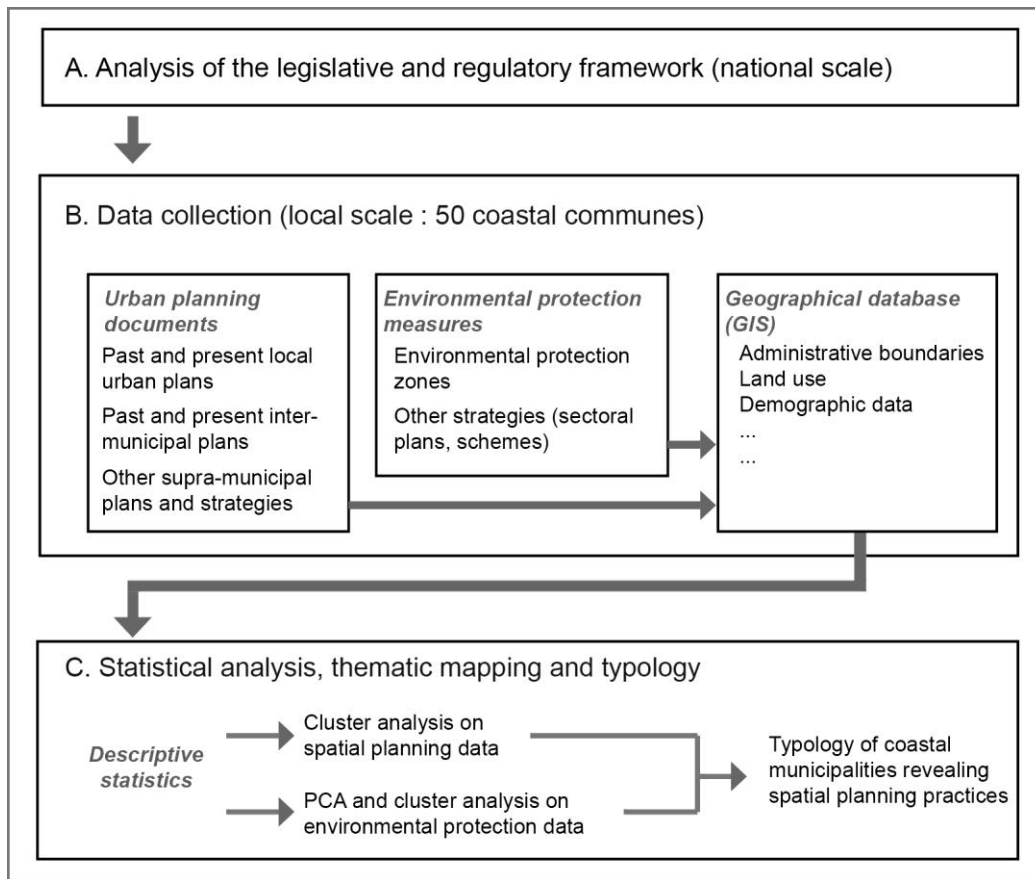 A. Analysis of the legislative and regulatory framework (national scale)
B. Data collection (local scale : 50 coastal communes)
Urban planning
documents
Past and present local
urban plans
Past and present inter-
municipal plans
Other supra-municipal
plans and strategies
Environmental protection
measures
Environmental protection
zones
Other strategies (sectoral
plans, schemes)
Geographical database
(GIS)
Administrative boundaries
Land use
Demographic data
...
...
C. Statistical analysis, thematic mapping and typology
Descriptive
statistics
Cluster analysis on
spatial planning data
PCA and cluster analysis on
environmental protection data
Typology of coastal
municipalities revealing
spatial planning practices